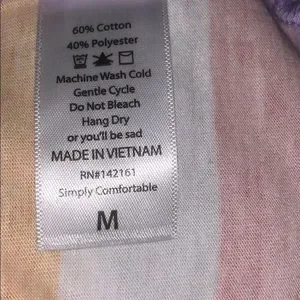 60% Cotton
40% Polyester
Machine Wash Cold
Gentle Cycle
Do Not Bleach
Hang Dry
or you'll be sad
MADE IN VIETNAM
RN#142161
Simply Comfortable
M